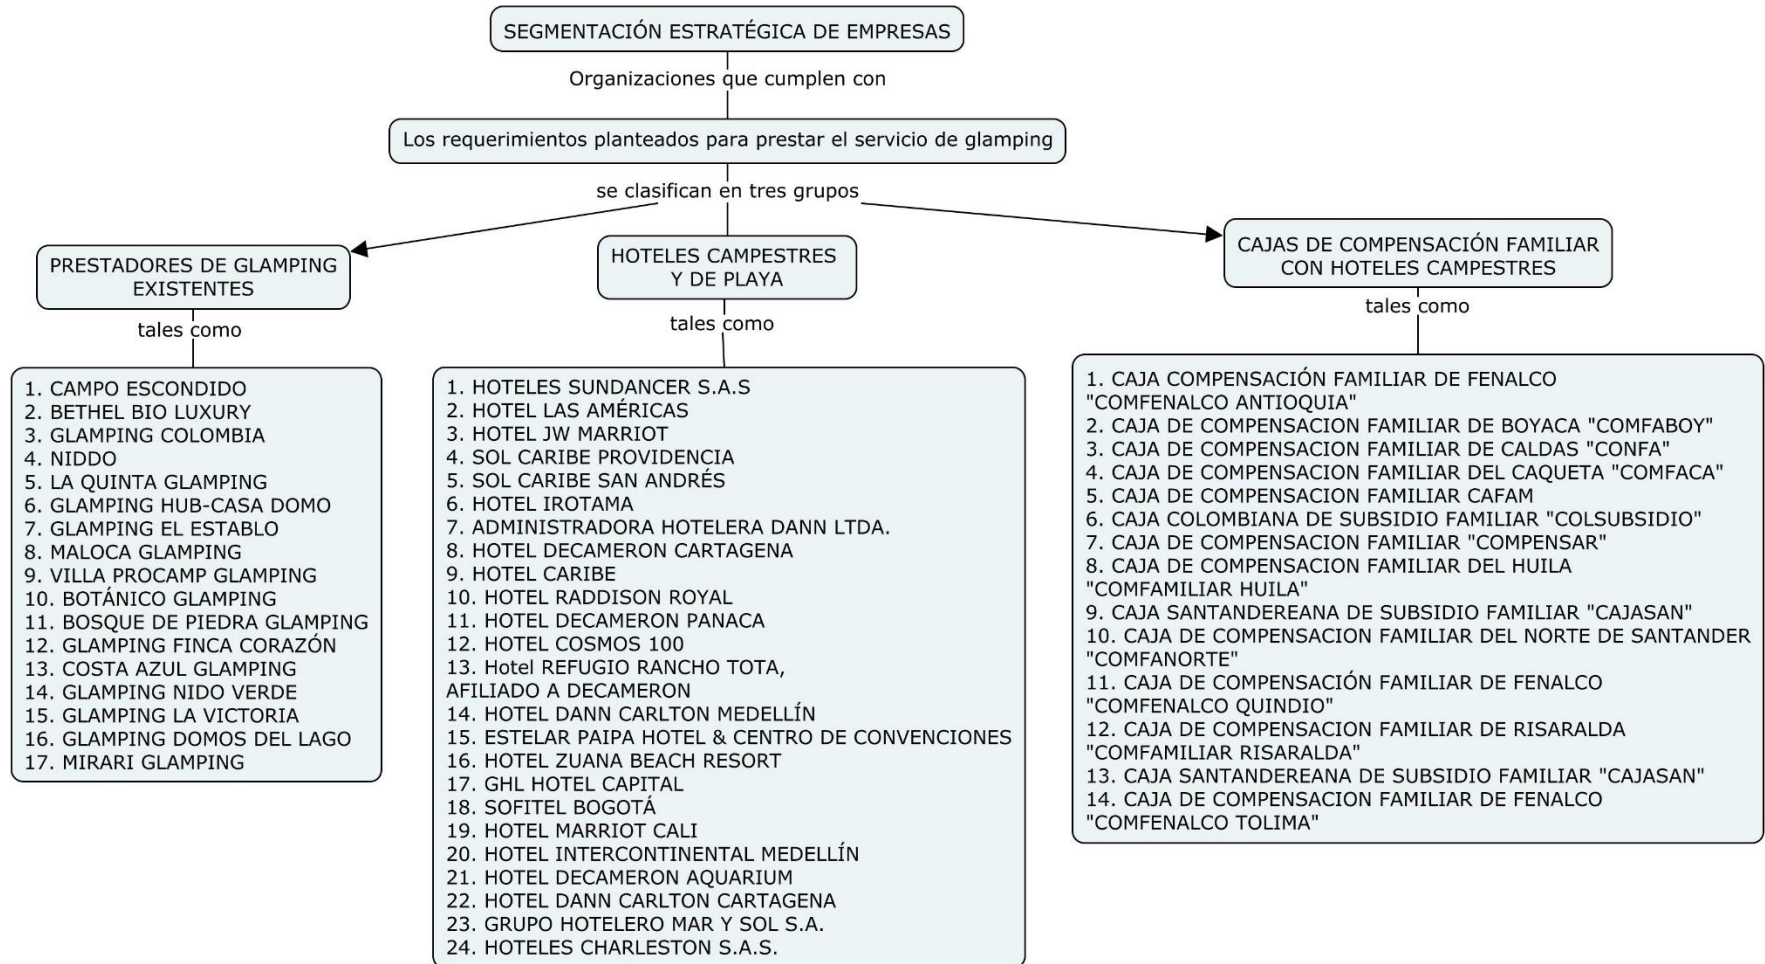 SEGMENTACIÓN ESTRATÉGICA DE EMPRESAS
Organizaciones que cumplen con
Los requerimientos planteados para prestar el servicio de glamping
se clasifican en tres grupos
PRESTADORES DE GLAMPING
EXISTENTES
tales como
1. CAMPO ESCONDIDO
2. BETHEL BIO LUXURY
3. GLAMPING COLOMBIA
4. NIDDO
5. LA QUINTA GLAMPING
6. GLAMPING HUB-CASA DOMO
7. GLAMPING EL ESTABLO
8. MALOCA GLAMPING
9. VILLA PROCAMP GLAMPING
10. BOTÁNICO GLAMPING
11. BOSQUE DE PIEDRA GLAMPING
12. GLAMPING FINCA CORAZÓN
13. COSTA AZUL GLAMPING
14. GLAMPING NIDO VERDE
15. GLAMPING LA VICTORIA
16. GLAMPING DOMOS DEL LAGO
17. MIRARI GLAMPING
HOTELES CAMPESTRES
Y DE PLAYA
tales como
1. HOTELES SUNDANCER S.A.S
2. HOTEL LAS AMÉRICAS
3. HOTEL JW MARRIOT
4. SOL CARIBE PROVIDENCIA
5. SOL CARIBE SAN ANDRÉS
6. HOTEL IROTAMA
7. ADMINISTRADORA HOTELERA DANN LTDA.
8. HOTEL DECAMERON CARTAGENA
9. HOTEL CARIBE
10. HOTEL RADDISON ROYAL
11. HOTEL DECAMERON PANACA
12. HOTEL COSMOS 100
13. Hotel REFUGIO RANCHO TOTA,
AFILIADO A DECAMERON
14. HOTEL DANN CARLTON MEDELLÍN
15. ESTELAR PAIPA HOTEL & CENTRO DE CONVENCIONES
16. HOTEL ZUANA BEACH RESORT
17. GHL HOTEL CAPITAL
18. SOFITEL BOGOTÁ
19. HOTEL MARRIOT CALI
20. HOTEL INTERCONTINENTAL MEDELLÍN
21. HOTEL DECAMERON AQUARIUM
22. HOTEL DANN CARLTON CARTAGENA
23. GRUPO HOTELERO MAR Y SOL S.A.
24. HOTELES CHARLESTON S.A.S.
CAJAS DE COMPENSACIÓN FAMILIAR
CON HOTELES CAMPESTRES
tales como
1. CAJA COMPENSACIÓN FAMILIAR DE FENALCO
"COMFENALCO ANTIOQUIA"
2. CAJA DE COMPENSACION FAMILIAR DE BOYACA "COMFABOY"
3. CAJA DE COMPENSACION FAMILIAR DE CALDAS "CONFA"
4. CAJA DE COMPENSACION FAMILIAR DEL CAQUETA "COMFACA"
5. CAJA DE COMPENSACION FAMILIAR CAFAM
6. CAJA COLOMBIANA DE SUBSIDIO FAMILIAR "COLSUBSIDIO"
7. CAJA DE COMPENSACION FAMILIAR "COMPENSAR"
8. CAJA DE COMPENSACION FAMILIAR DEL HUILA
"COMFAMILIAR HUILA"
9. CAJA SANTANDEREANA DE SUBSIDIO FAMILIAR "CAJASAN"
10. CAJA DE COMPENSACION FAMILIAR DEL NORTE DE SANTANDER
"COMFANORTE"
11. CAJA DE COMPENSACIÓN FAMILIAR DE FENALCO
"COMFENALCO QUINDIO"
12. CAJA DE COMPENSACION FAMILIAR DE RISARALDA
"COMFAMILIAR RISARALDA"
13. CAJA SANTANDEREANA DE SUBSIDIO FAMILIAR "CAJASAN"
14. CAJA DE COMPENSACION FAMILIAR DE FENALCO
"COMFENALCO TOLIMA"